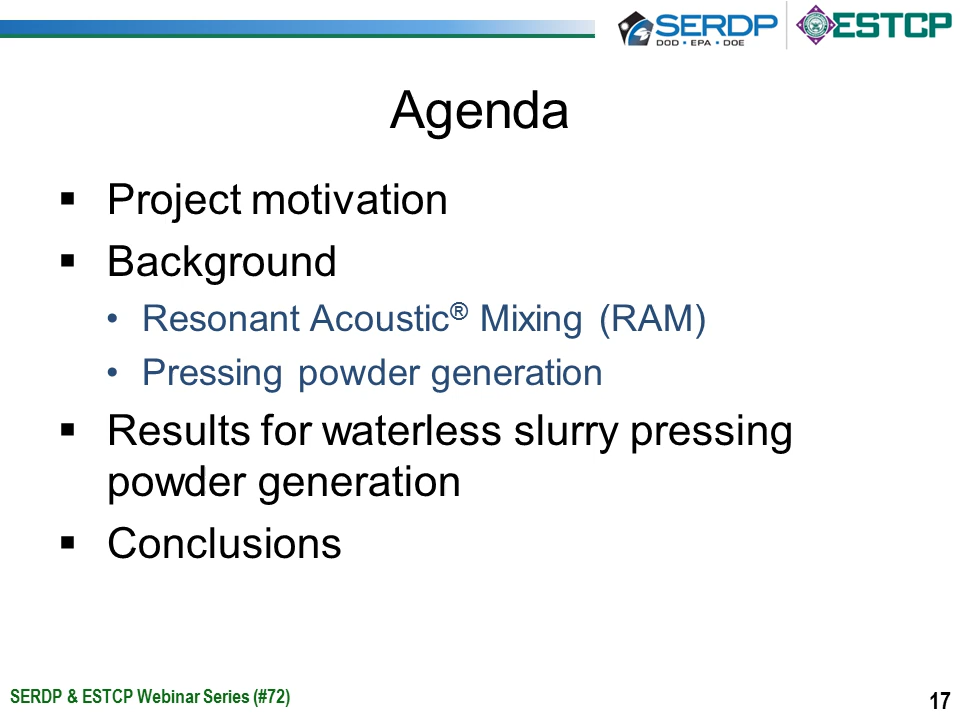 SERDP
DOD • EPA • DOE
ESTCP
Agenda
▪ Project motivation
▪ Background
• Resonant Acoustic® Mixing (RAM)
• Pressing powder generation
▪ Results for waterless slurry pressing
powder generation
▪ Conclusions
SERDP & ESTCP Webinar Series (#72)
17